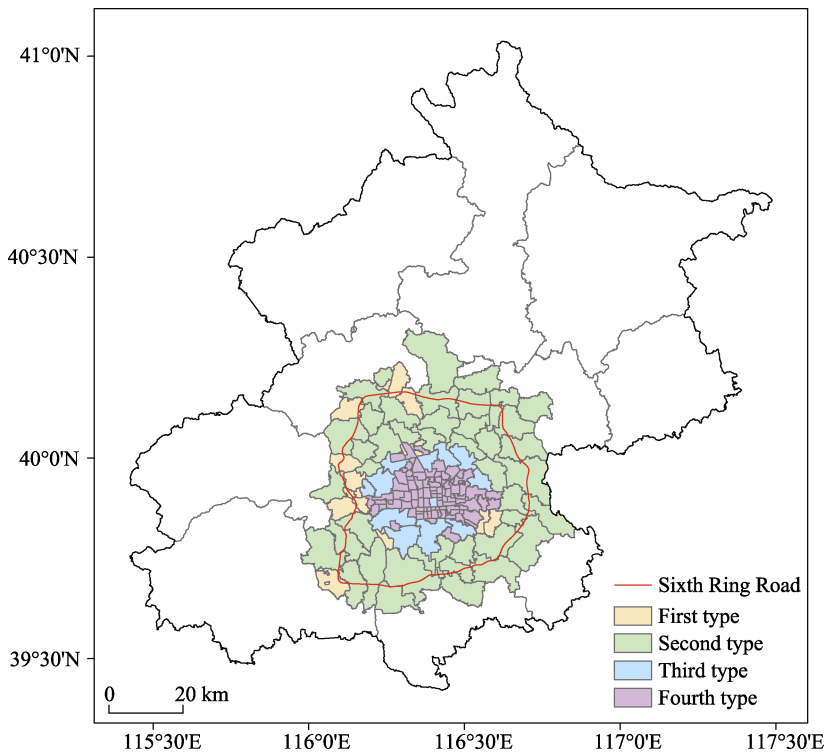 41°0'N
40°30'N
40°0'N
39°30'N
Sixth Ring Road
First type
Second type
Third type
Fourth type
0 20 km
115°30'E 116°0'E 116°30'E 117°0'E 117°30'E